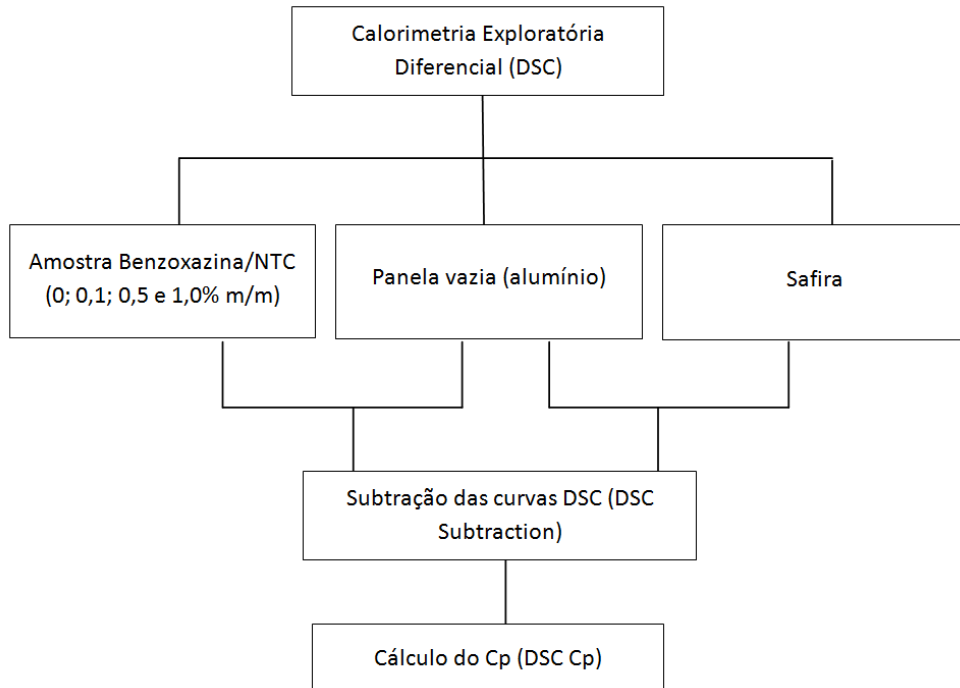 Calorimetria Exploratória
Diferencial (DSC)
Amostra Benzoxazina/NTC
(0; 0,1; 0,5 e 1,0% m/m)
Panela vazia (alumínio)
Safira
Subtração das curvas DSC (DSC
Subtraction)
Cálculo do Cp (DSC Cp)